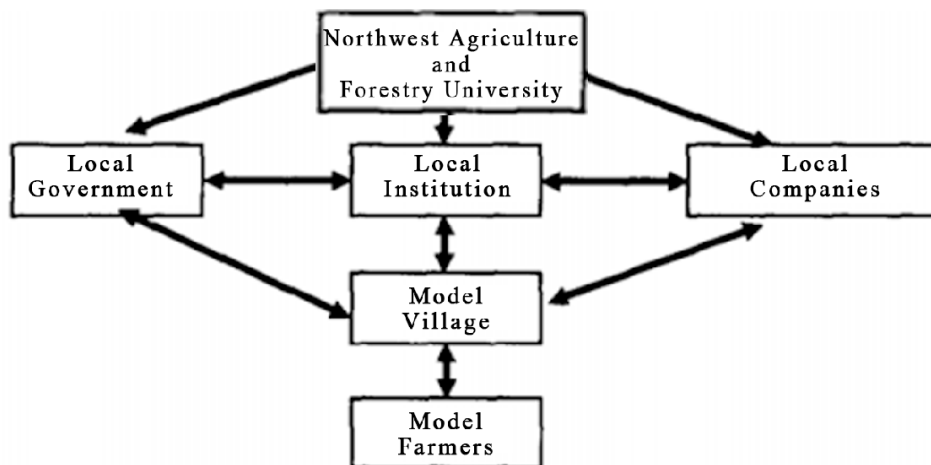 Northwest Agriculture
and
Forestry University
Local
Government
Local
Institution
Local
Companies
Model
Village
Model
Farmers